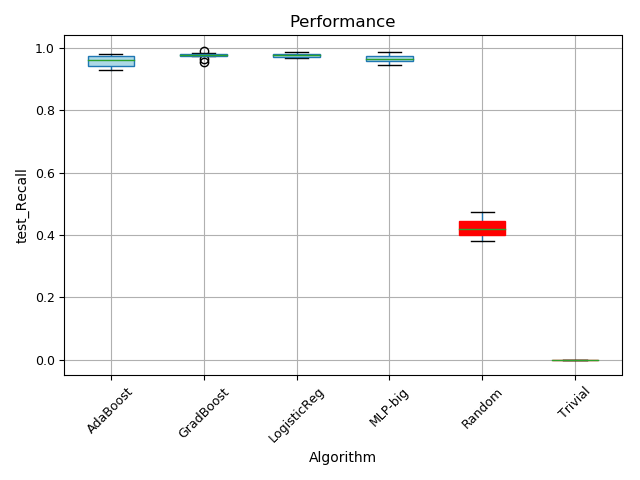 Performance
1.0
0.8
0.6
0.4
0.2
0.0
test_Recall
AdaBoost
GradBoost
LogisticReg
MLP-big
Random
Trivial
Algorithm